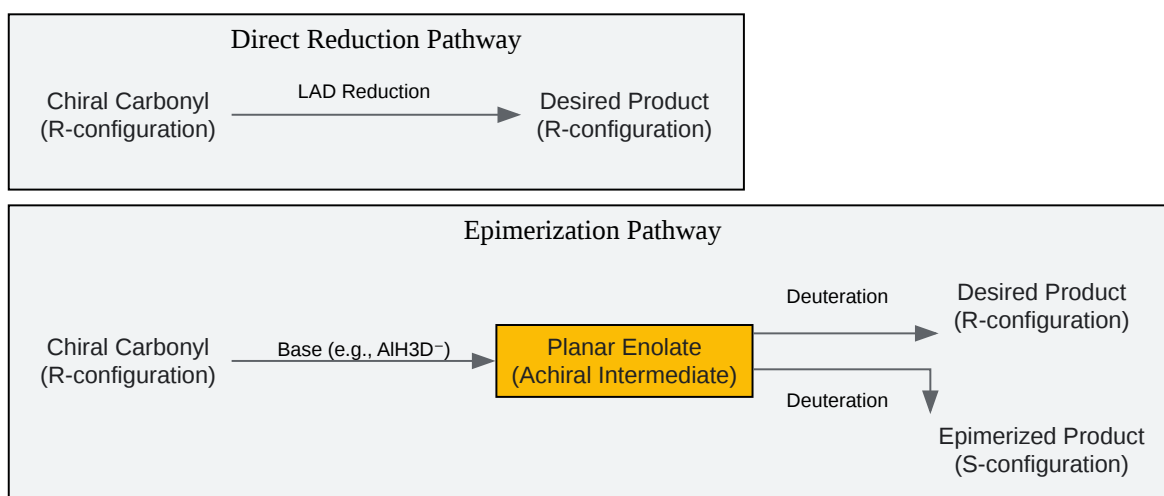 Direct Reduction Pathway
Chiral Carbonyl
(R-configuration)
LAD Reduction
Desired Product
(R-configuration)
Epimerization Pathway
Chiral Carbonyl
(R-configuration)
Base (e.g., AlH3D⁻)
Planar Enolate
(Achiral Intermediate)
Deuteration
Desired Product
(R-configuration)
Deuteration
Epimerized Product
(S-configuration)